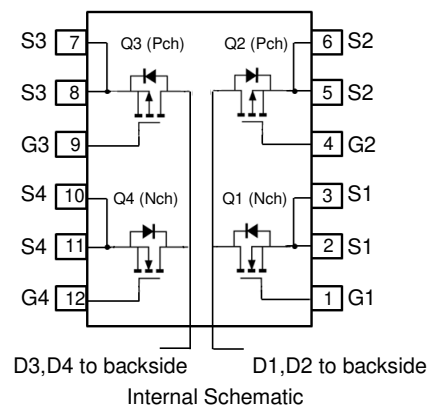 S3 7 Q3 (Pch) Q2 (Pch) 6 S2
S3 8 5 S2
G3 9 4 G2
S4 10 Q4 (Nch) Q1 (Nch) 3 S1
S4 11 2 S1
G4 12 1 G1
D3,D4 to backside D1,D2 to backside
Internal Schematic